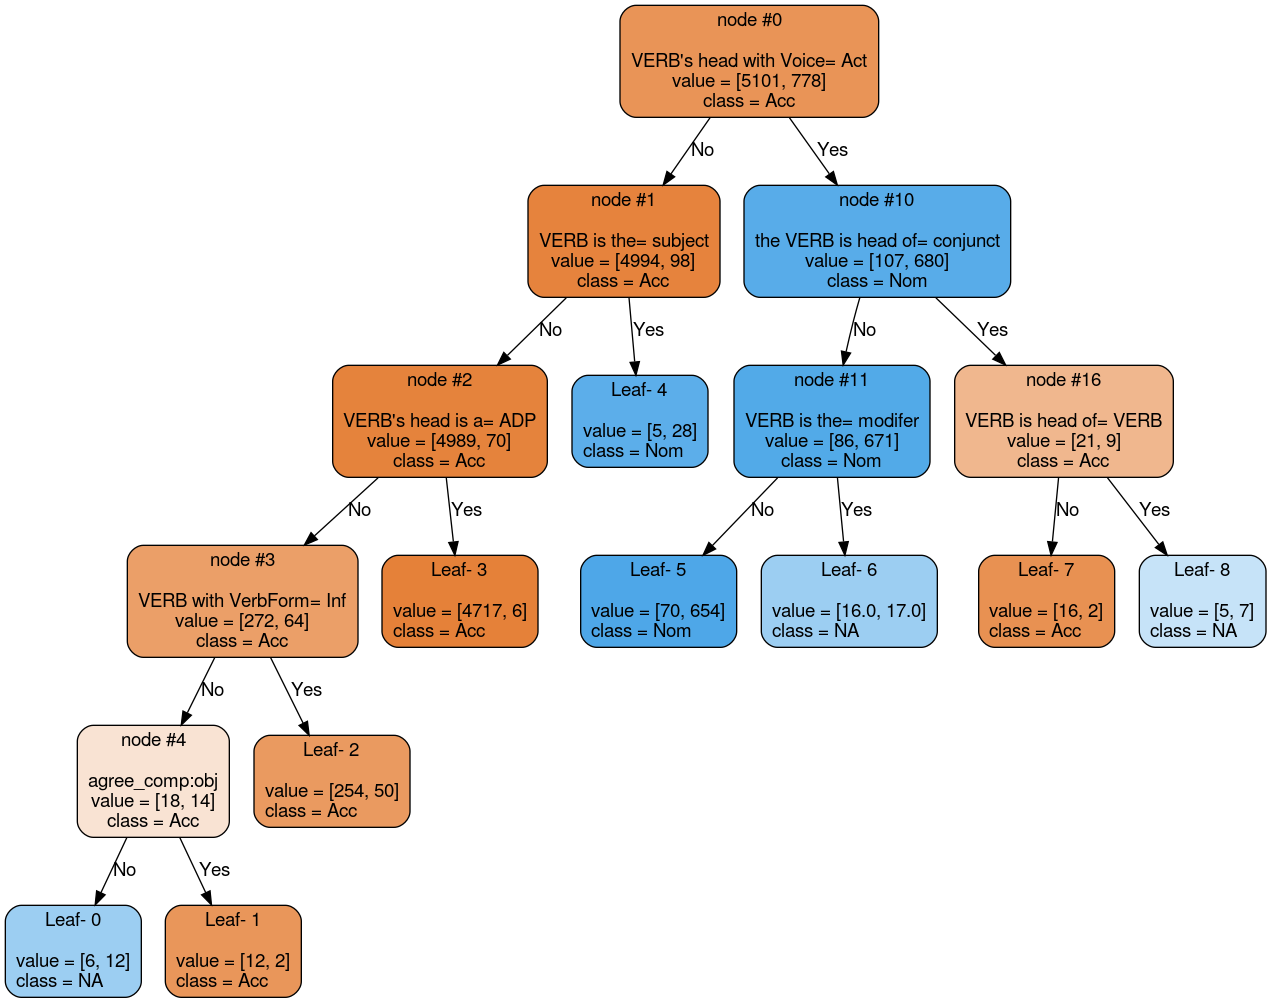 node #0
VERB's head with Voice= Act
value = [5101, 778]
class = Acc
No
Yes
node #1
VERB is the= subject
value = [4994, 98]
class = Acc
node #10
the VERB is head of= conjunct
value = [107, 680]
class = Nom
No
Yes
No
Yes
node #2
VERB's head is a= ADP
value = [4989, 70]
class = Acc
Leaf- 4
value = [5, 28]
class = Nom
node #11
VERB is the= modifer
value = [86, 671]
class = Nom
node #16
VERB is head of= VERB
value = [21, 9]
class = Acc
No
Yes
No
Yes
No
Yes
node #3
VERB with VerbForm= Inf
value = [272, 64]
class = Acc
Leaf- 3
value = [4717, 6]
class = Acc
Leaf- 5
value = [70, 654]
class = Nom
Leaf- 6
value = [16.0, 17.0]
class = NA
Leaf- 7
value = [16, 2]
class = Acc
Leaf- 8
value = [5, 7]
class = NA
No
Yes
node #4
agree_comp:obj
value = [18, 14]
class = Acc
Leaf- 2
value = [254, 50]
class = Acc
No
Yes
Leaf- 0
value = [6, 12]
class = NA
Leaf- 1
value = [12, 2]
class = Acc